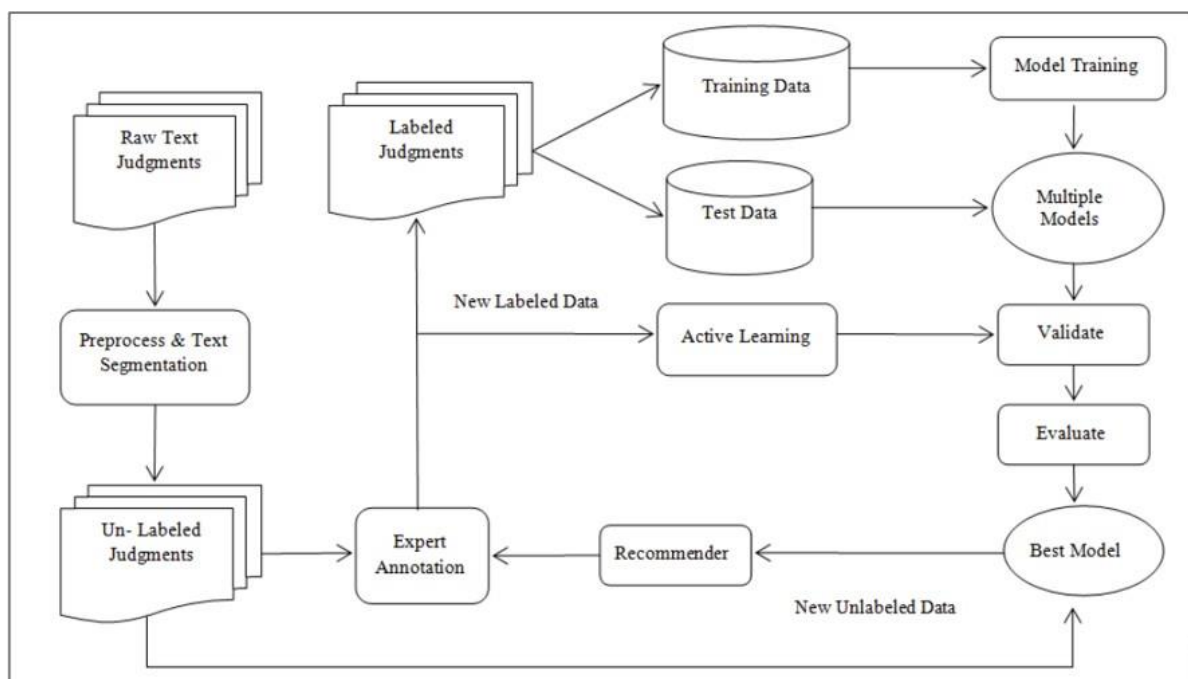 Raw Text
Judgments
Preprocess & Text
Segmentation
Un- Labeled
Judgments
Labeled
Judgments
Training Data
Test Data
Model Training
Multiple
Models
New Labeled Data
Active Learning
Validate
Evaluate
Expert
Annotation
Recommender
Best Model
New Unlabeled Data